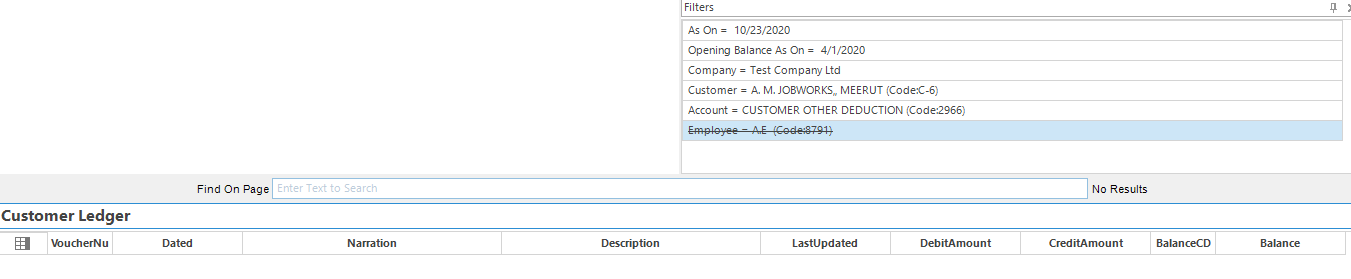 Filters
As On = 10/23/2020
Opening Balance As On = 4/1/2020
Company = Test Company Ltd
Customer = A. M. JOBWORKS,, MEERUT (Code:C-6)
Account = CUSTOMER OTHER DEDUCTION (Code:2966)
Employee = A.E (Code:8791)
Find On Page Enter Text to Search No Results
Customer Ledger
VoucherNu Dated Narration Description LastUpdated DebitAmount CreditAmount BalanceCD Balance